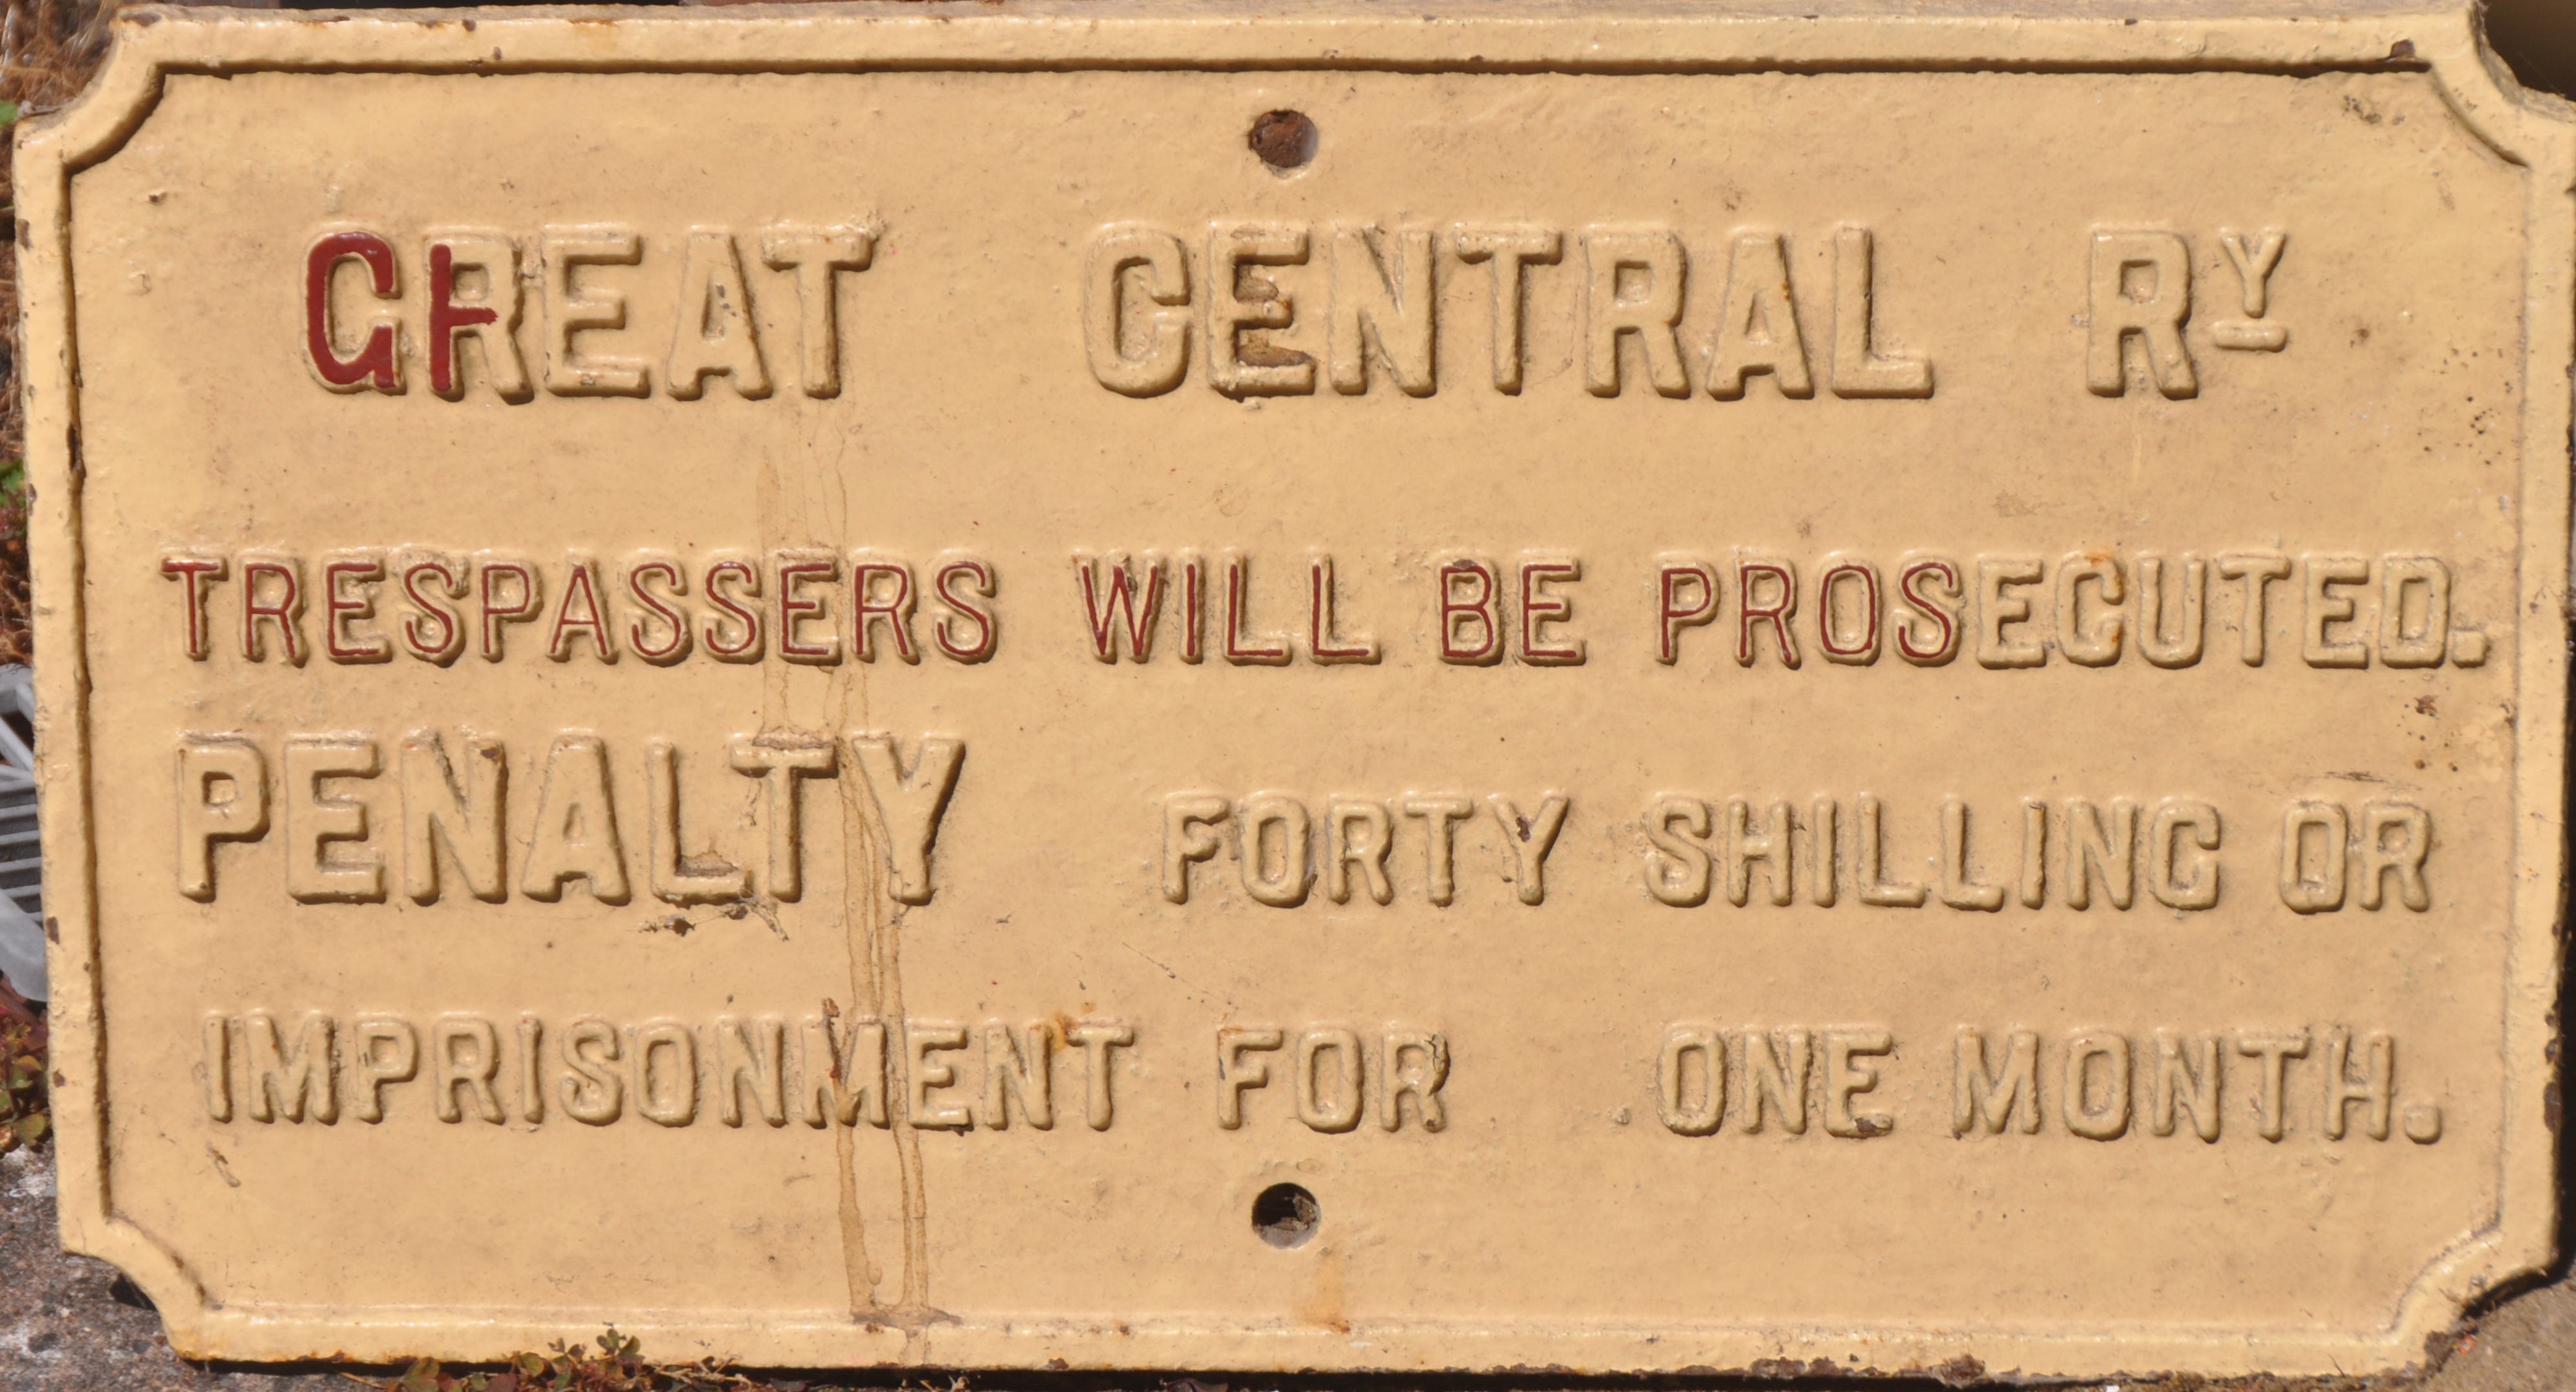 GREAT CENTRAL RY
TRESPASSERS WILL BE PROSECUTED.
PENALTY FORTY SHILLING OR
IMPRISONMENT FOR ONE MONTH.